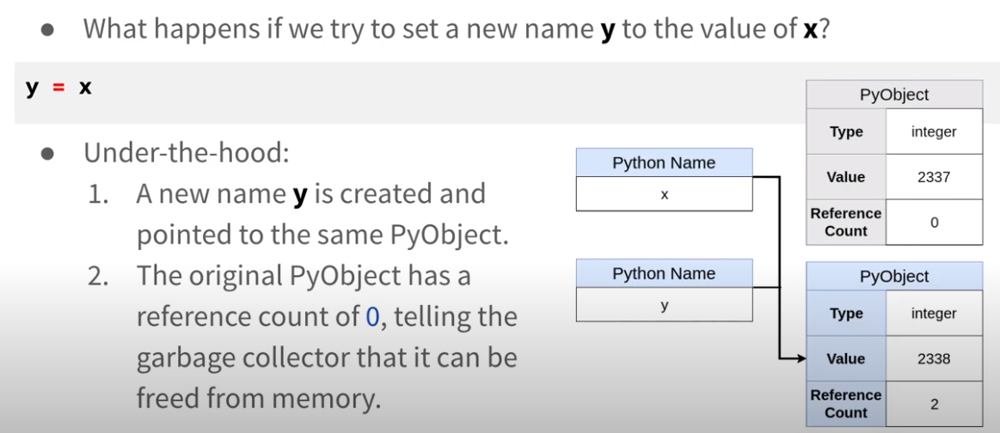 • What happens if we try to set a new name y to the value of x?
y = x
• Under-the-hood:
1. A new name y is created and
pointed to the same PyObject.
2. The original PyObject has a
reference count of 0, telling the
garbage collector that it can be
freed from memory.
Python Name
x
Python Name
y
PyObject
Type integer
Value 2337
Reference
Count 0
PyObject
Type integer
Value 2338
Reference
Count 2